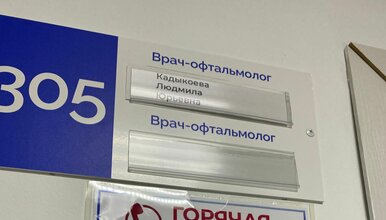 305
Врач-офтальмолог
Кадыкоева
Людмила
Юрьевна
Врач-офтальмолог
ГОРЯЧАЯ